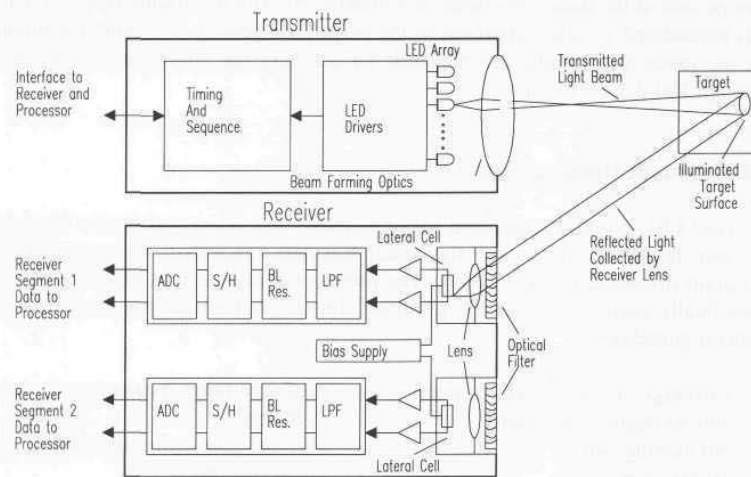 Transmitter
LED Array
Interface to
Receiver and
Processor
Timing
And
Sequence.
LED
Drivers
Beam Forming Optics
Transmitted
Light Beam
Target
Illuminated
Target
Surface
Receiver
Lateral Cell
Reflected Light
Collected by
Receiver Lens
Receiver
Segment 1
Data to
Processor
ADC
S/H
BL
Res.
LPF
Bias Supply
Lens
Optical
Filter
Receiver
Segment 2
Data to
Processor
ADC
S/H
BL
Res.
LPF
Lateral Cell